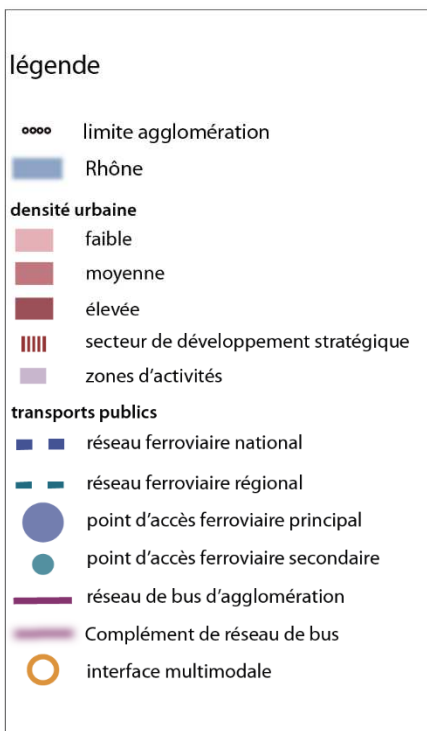 légende
limite agglomération
Rhône
densité urbaine
faible
moyenne
élevée
secteur de développement stratégique
zones d'activités
transports publics
réseau ferroviaire national
réseau ferroviaire régional
point d'accès ferroviaire principal
point d'accès ferroviaire secondaire
réseau de bus d'agglomération
Complément de réseau de bus
interface multimodale